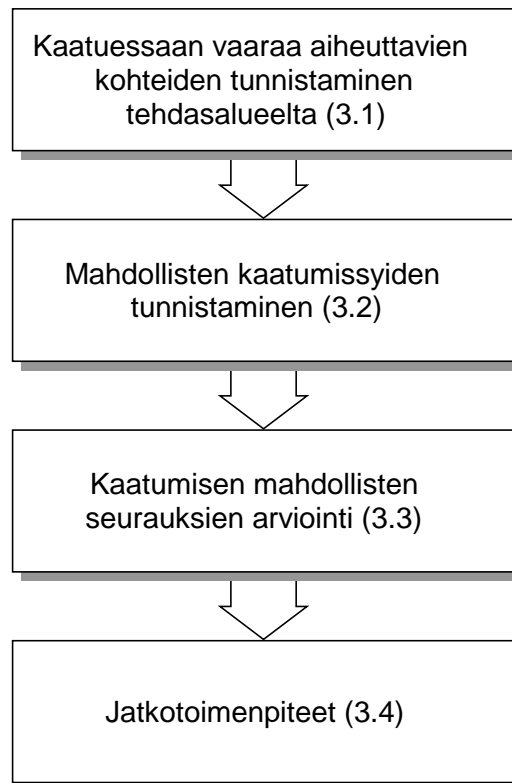 Kaatuessaan vaaraa aiheuttavien
kohteiden tunnistaminen
tehdasalueelta (3.1)
Mahdollisten kaatumissyiden
tunnistaminen (3.2)
Kaatumisen mahdollisten
seurauksien arviointi (3.3)
Jatkotoimenpiteet (3.4)